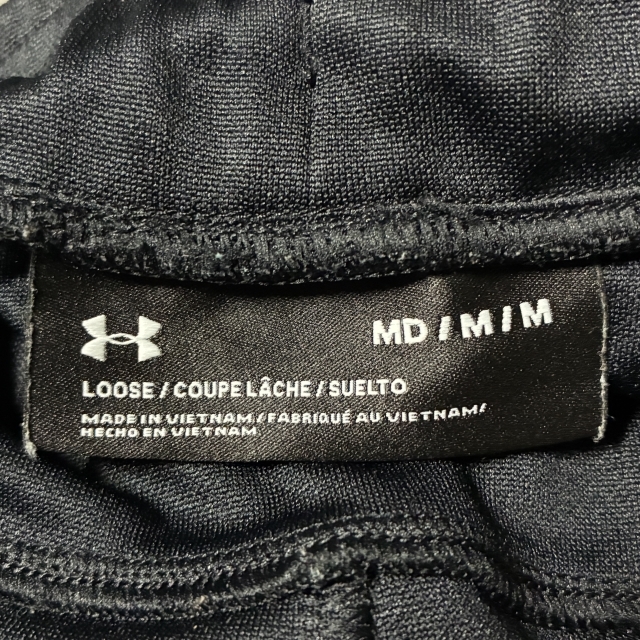 MD / M / M
LOOSE / COUPE LÂCHE / SUELTO
MADE IN VIETNAM / FABRIQUÉ AU VIETNAM /
HECHO EN VIETNAM